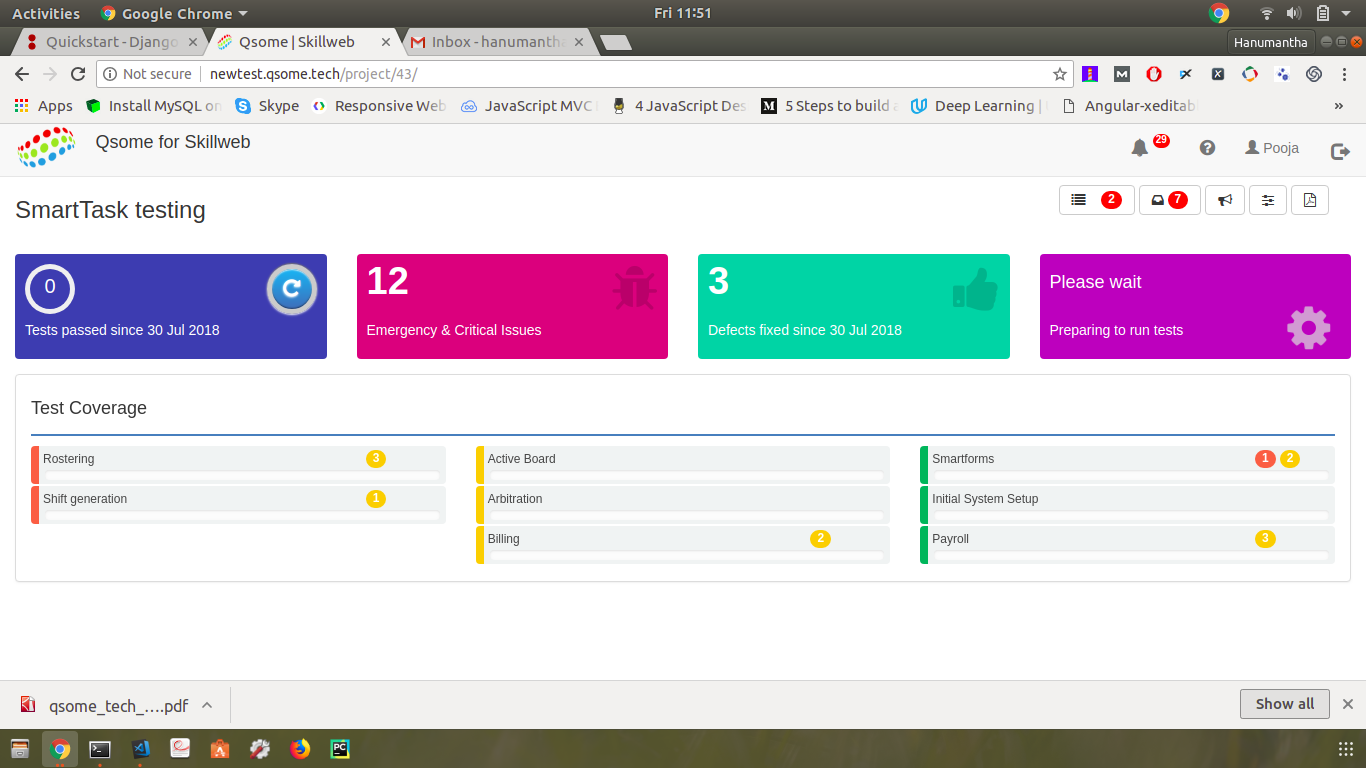 Activities Google Chrome Fri 11:51
Quickstart - Django Qsome | Skillweb Inbox - hanumantha Hanumantha
Not secure newtest.qsome.tech/project/43/
Apps Install MySQL on Skype Responsive Web JavaScript MVC 4 JavaScript Des 5 Steps to build a Deep Learning | Angular-xeditab »
Qsome for Skillweb 29 Pooja
SmartTask testing 2 7
0 12 3 Please wait
Tests passed since 30 Jul 2018 Emergency & Critical Issues Defects fixed since 30 Jul 2018 Preparing to run tests
Test Coverage
Rostering 3 Active Board Smartforms 1 2
Shift generation 1 Arbitration Initial System Setup
Billing 2 Payroll 3
qsome_tech_....pdf Show all
PC